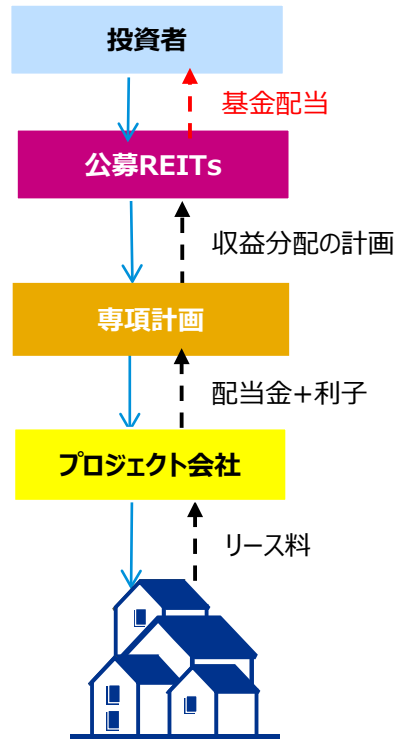 投資者
基金配当
公募REITs
収益分配の計画
専項計画
配当金+利子
プロジェクト会社
リース料